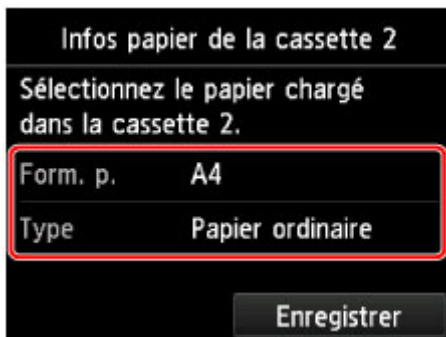 Infos papier de la cassette 2
Sélectionnez le papier chargé
dans la cassette 2.
Form. p. A4
Type Papier ordinaire
Enregistrer